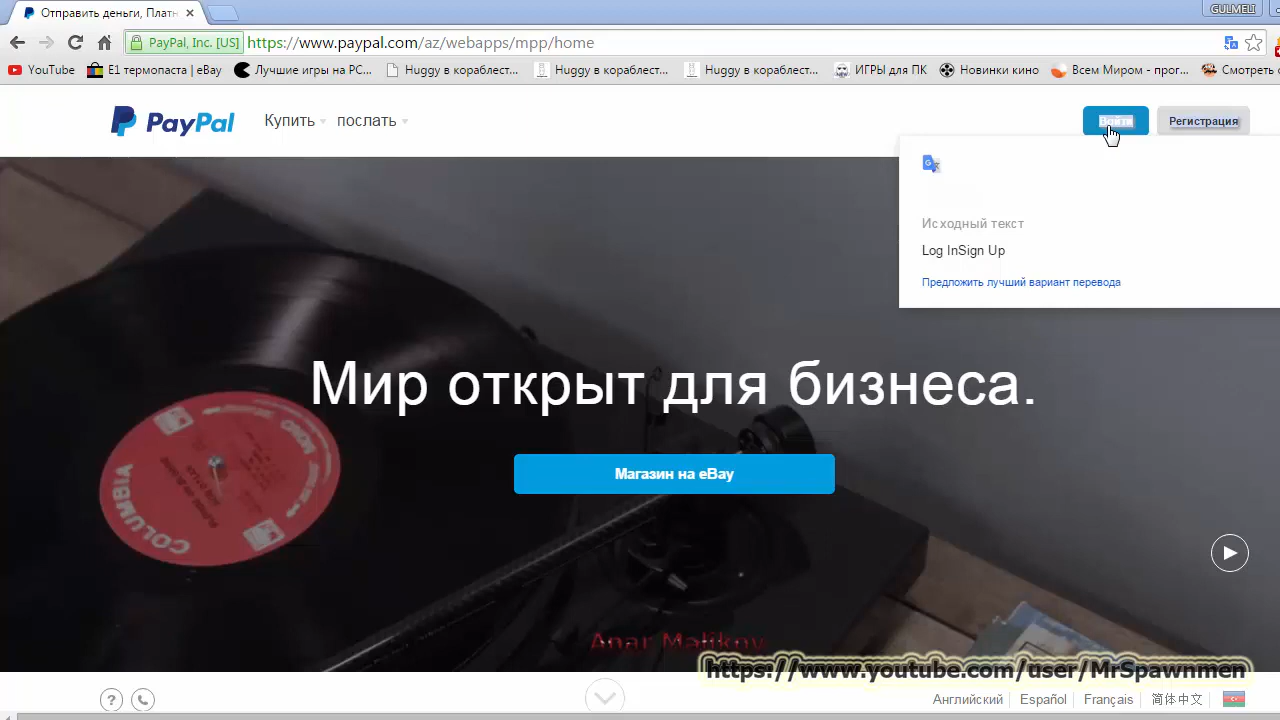 Отправить деньги, Платн
GULMELI
PayPal, Inc. [US]
https://www.paypal.com/az/webapps/mpp/home
YouTube
E1 термопаста | eBay
Лучшие игры на PC...
Huggy в кораблест...
Huggy в кораблест...
Huggy в кораблест...
ИГРЫ ДЛЯ ПК
Новинки кино
Всем Миром - прог...
Смотреть
PayPal
Купить
послать
Войти
Регистрация
Исходный текст
Log InSign Up
Предложить лучший вариант перевода
Мир открыт для бизнеса.
Магазин на eBay
COLUMBIA
Anar Malikov
https://www.youtube.com/user/MrSpawnmen
Английский
Español
Français
简体中文